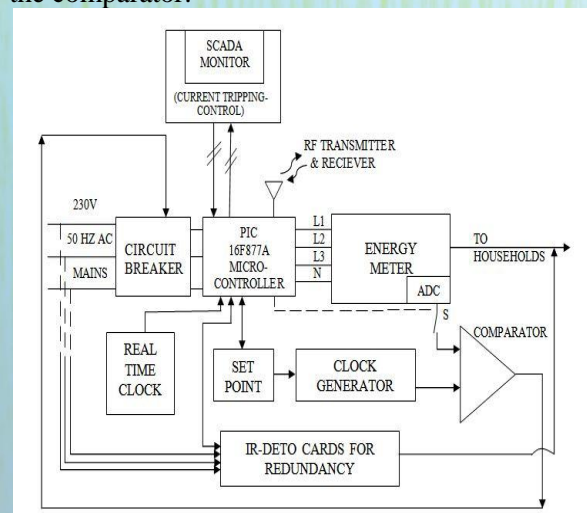 the comparator.
SCADA
MONITOR
(CURRENT TRIPPING-
CONTROL)
RF TRANSMITTER
& RECIEVER
230V
50 HZ AC
MAINS
CIRCUIT
BREAKER
PIC
16F877A
MICRO-
CONTROLLER
L1
L2
L3
N
ENERGY
METER
ADC
TO
HOUSEHOLDS
S
COMPARATOR
REAL
TIME
CLOCK
SET
POINT
CLOCK
GENERATOR
IR-DETO CARDS FOR
REDUNDANCY